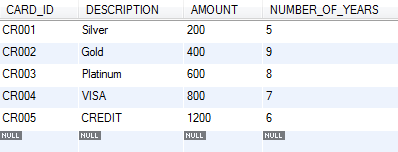 CARD_ID DESCRIPTION AMOUNT NUMBER_OF_YEARS
CR001 Silver 200 5
CR002 Gold 400 9
CR003 Platinum 600 8
CR004 VISA 800 7
CR005 CREDIT 1200 6
NULL NULL NULL NULL